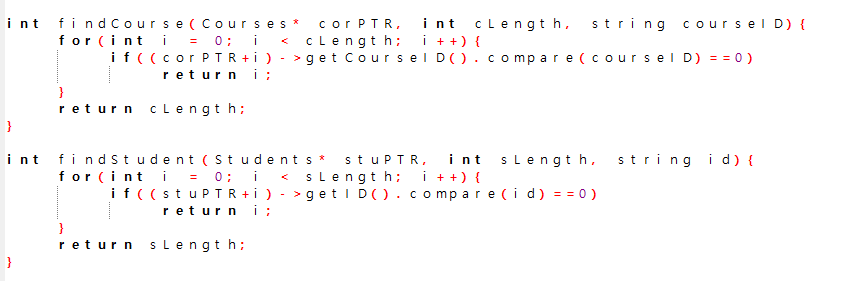 int findCourse(Courses* corPTR, int cLength, string courseID){
for(int i = 0; i < cLength; i++){
if((corPTR+i)->getCourseID().compare(courseID)==0)
return i;
}
return cLength;
}
int findStudent(Students* stuPTR, int sLength, string id){
for(int i = 0; i < sLength; i++){
if((stuPTR+i)->getID().compare(id)==0)
return i;
}
return sLength;
}